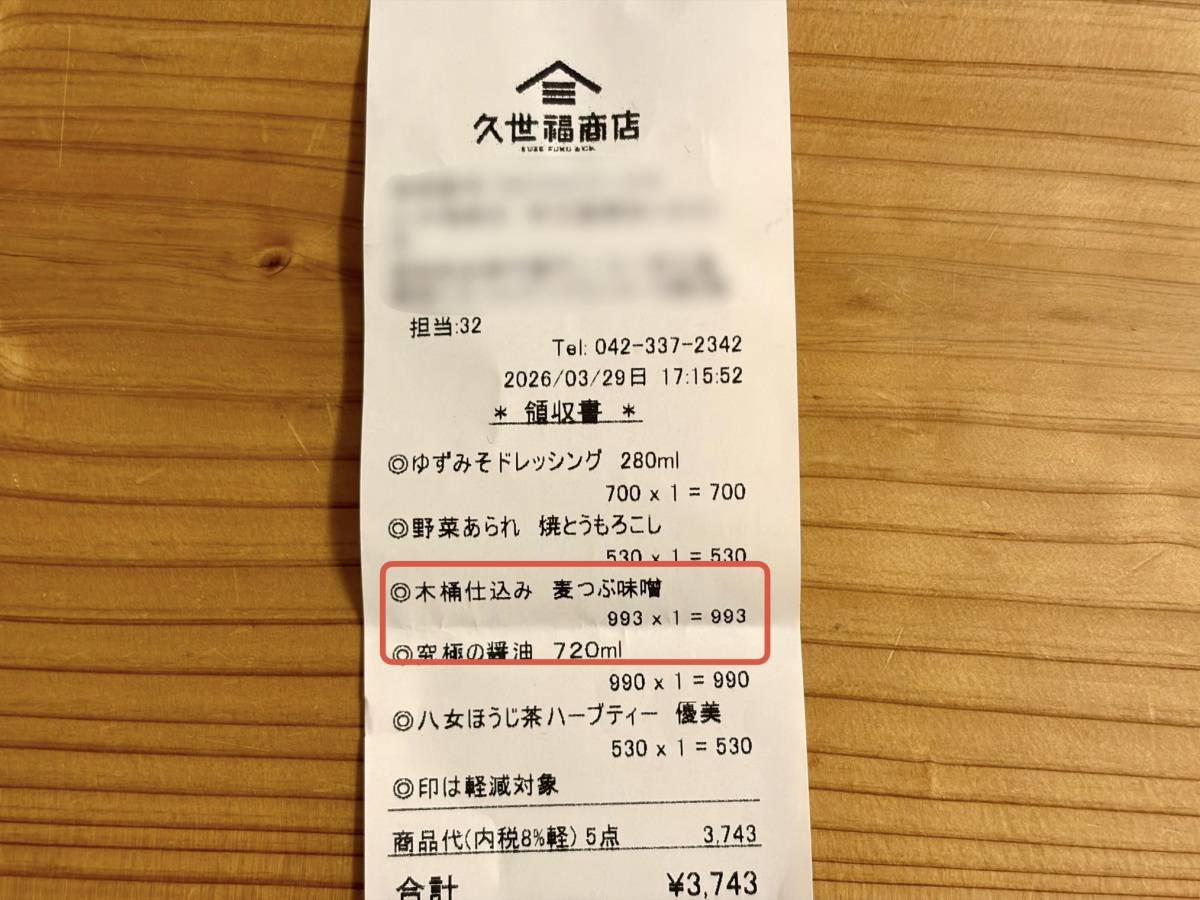 久世福商店
担当:32
Tel: 042-337-2342
2026/03/29日 17:15:52
* 領収書 *
◎ゆずみそドレッシング 280ml
700 x 1 = 700
◎野菜あられ 焼とうもろこし
530 x 1 = 530
◎木桶仕込み 麦つぶ味噌
993 x 1 = 993
◎究極の醤油 720ml
990 x 1 = 990
◎八女ほうじ茶ハーブティー 優美
530 x 1 = 530
◎印は軽減対象
商品代(内税8%軽) 5点 3,743
合計 ¥3,743